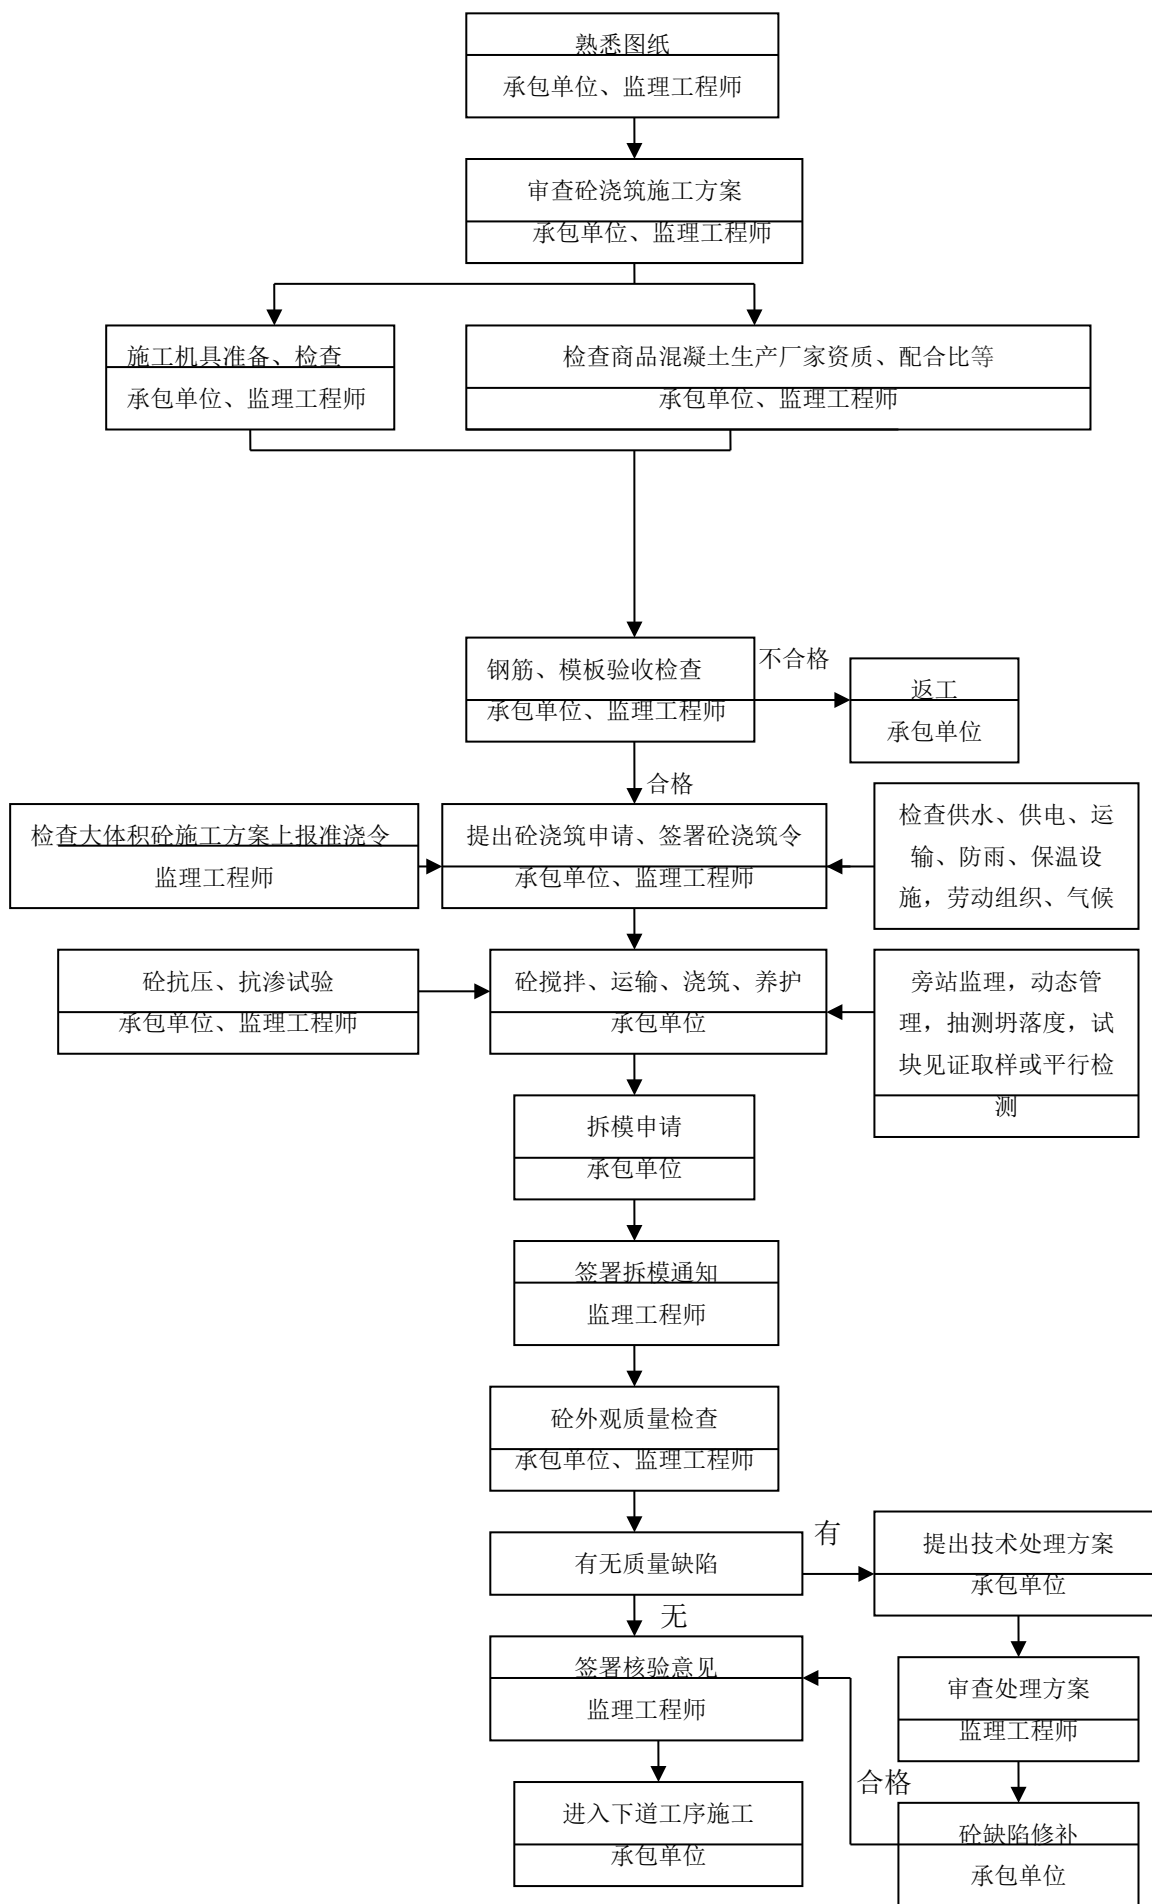 熟悉图纸
承包单位、监理工程师
审查砼浇筑施工方案
承包单位、监理工程师
施工机具准备、检查
承包单位、监理工程师
检查商品混凝土生产厂家资质、配合比等
承包单位、监理工程师
钢筋、模板验收检查
承包单位、监理工程师
不合格
返工
承包单位
合格
检查大体积砼施工方案上报准浇令
监理工程师
提出砼浇筑申请、签署砼浇筑令
承包单位、监理工程师
检查供水、供电、运
输、防雨、保温设
施，劳动组织、气候
砼抗压、抗渗试验
承包单位、监理工程师
砼搅拌、运输、浇筑、养护
承包单位
旁站监理，动态管
理，抽测坍落度，试
块见证取样或平行检
测
拆模申请
承包单位
签署拆模通知
监理工程师
砼外观质量检查
承包单位、监理工程师
有无质量缺陷
有
提出技术处理方案
承包单位
无
签署核验意见
监理工程师
审查处理方案
监理工程师
合格
进入下道工序施工
承包单位
砼缺陷修补
承包单位